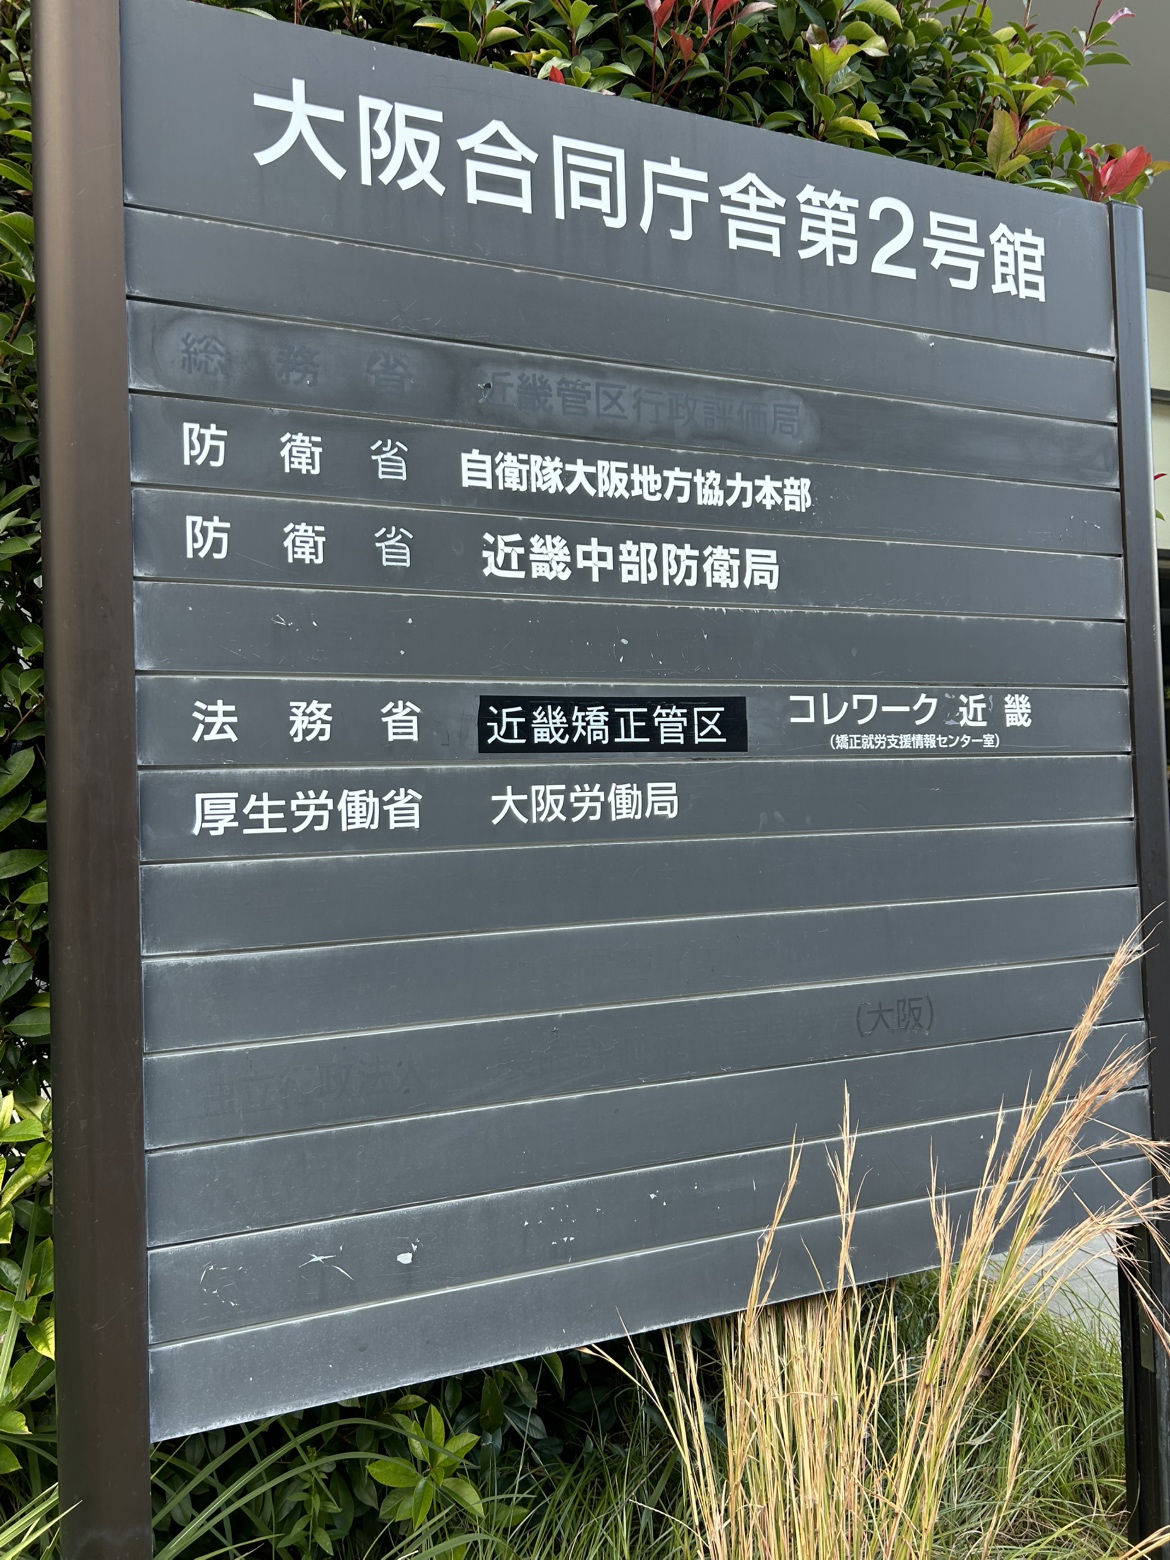 大阪合同庁舎第2号館
総務省 近畿管区行政評価局
防衛省 自衛隊大阪地方協力本部
防衛省 近畿中部防衛局
法務省 近畿矯正管区 コレワーク近畿
(矯正就労支援情報センター室)
厚生労働省 大阪労働局
(大阪)